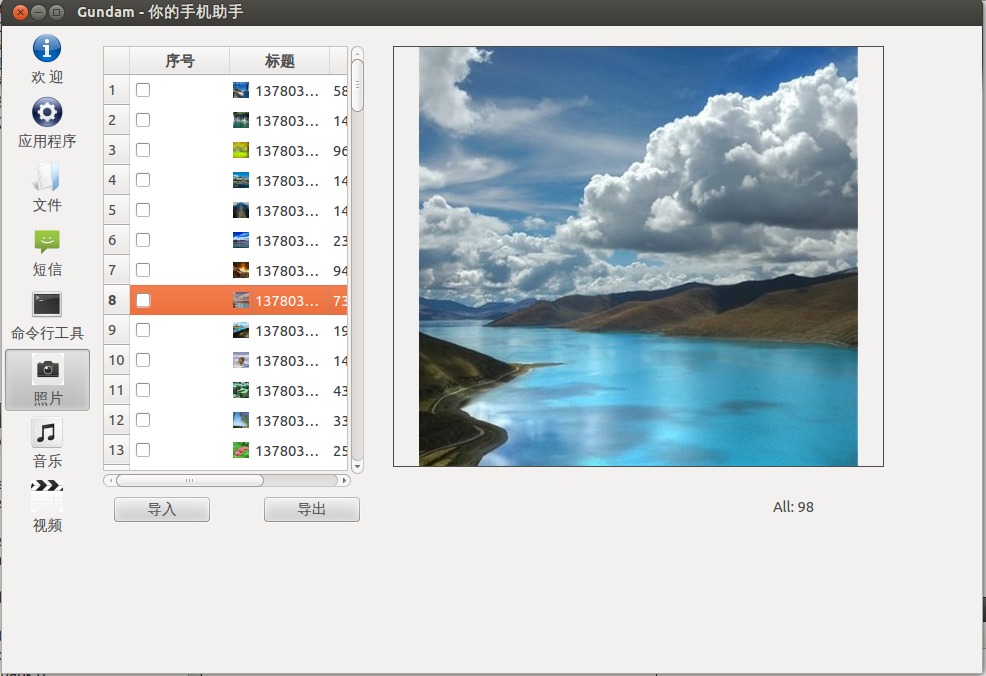 Gundam - 你的手机助手
欢 迎
应用程序
文件
短信
命令行工具
照片
音乐
视频
序号 标题
1 137803... 58
2 137803... 14
3 137803... 96
4 137803... 14
5 137803... 14
6 137803... 23
7 137803... 94
8 137803... 73
9 137803... 19
10 137803... 14
11 137803... 43
12 137803... 33
13 137803... 25
导入 导出
All: 98